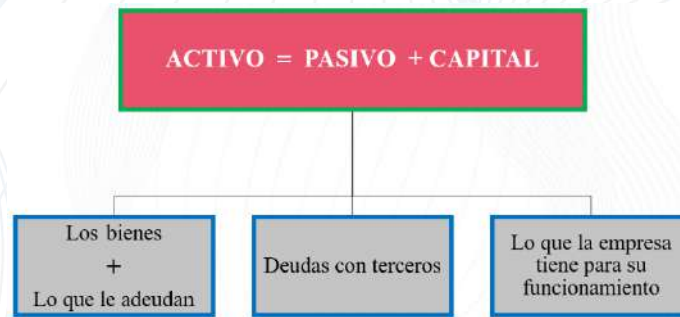 ACTIVO = PASIVO + CAPITAL
Los bienes
+
Lo que le adeudan
Deudas con terceros
Lo que la empresa
tiene para su
funcionamiento